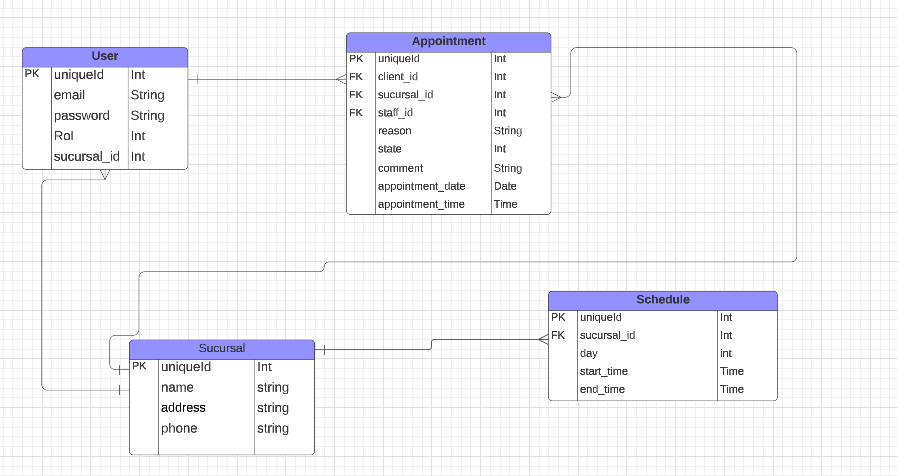 User
PK uniqueId Int
email String
password String
Rol Int
sucursal_id Int
Appointment
PK uniqueId Int
FK client_id Int
FK sucursal_id Int
FK staff_id Int
reason String
state Int
comment String
appointment_date Date
appointment_time Time
Sucursal
PK uniqueId Int
name string
address string
phone string
Schedule
PK uniqueId Int
FK sucursal_id Int
day int
start_time Time
end_time Time